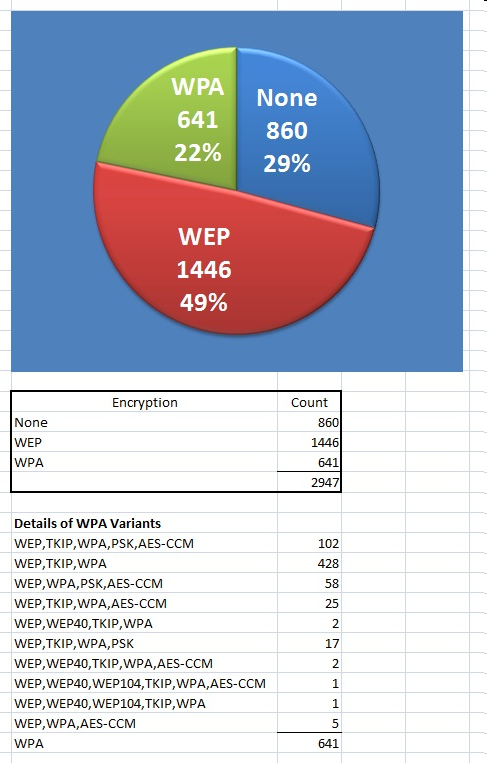 WPA
641
22%
None
860
29%
WEP
1446
49%
Encryption Count
None 860
WEP 1446
WPA 641
2947
Details of WPA Variants
WEP,TKIP,WPA,PSK,AES-CCM 102
WEP,TKIP,WPA 428
WEP,WPA,PSK,AES-CCM 58
WEP,TKIP,WPA,AES-CCM 25
WEP,WEP40,TKIP,WPA 2
WEP,TKIP,WPA,PSK 17
WEP,WEP40,TKIP,WPA,AES-CCM 2
WEP,WEP40,WEP104,TKIP,WPA,AES-CCM 1
WEP,WEP40,WEP104,TKIP,WPA 1
WEP,WPA,AES-CCM 5
WPA 641